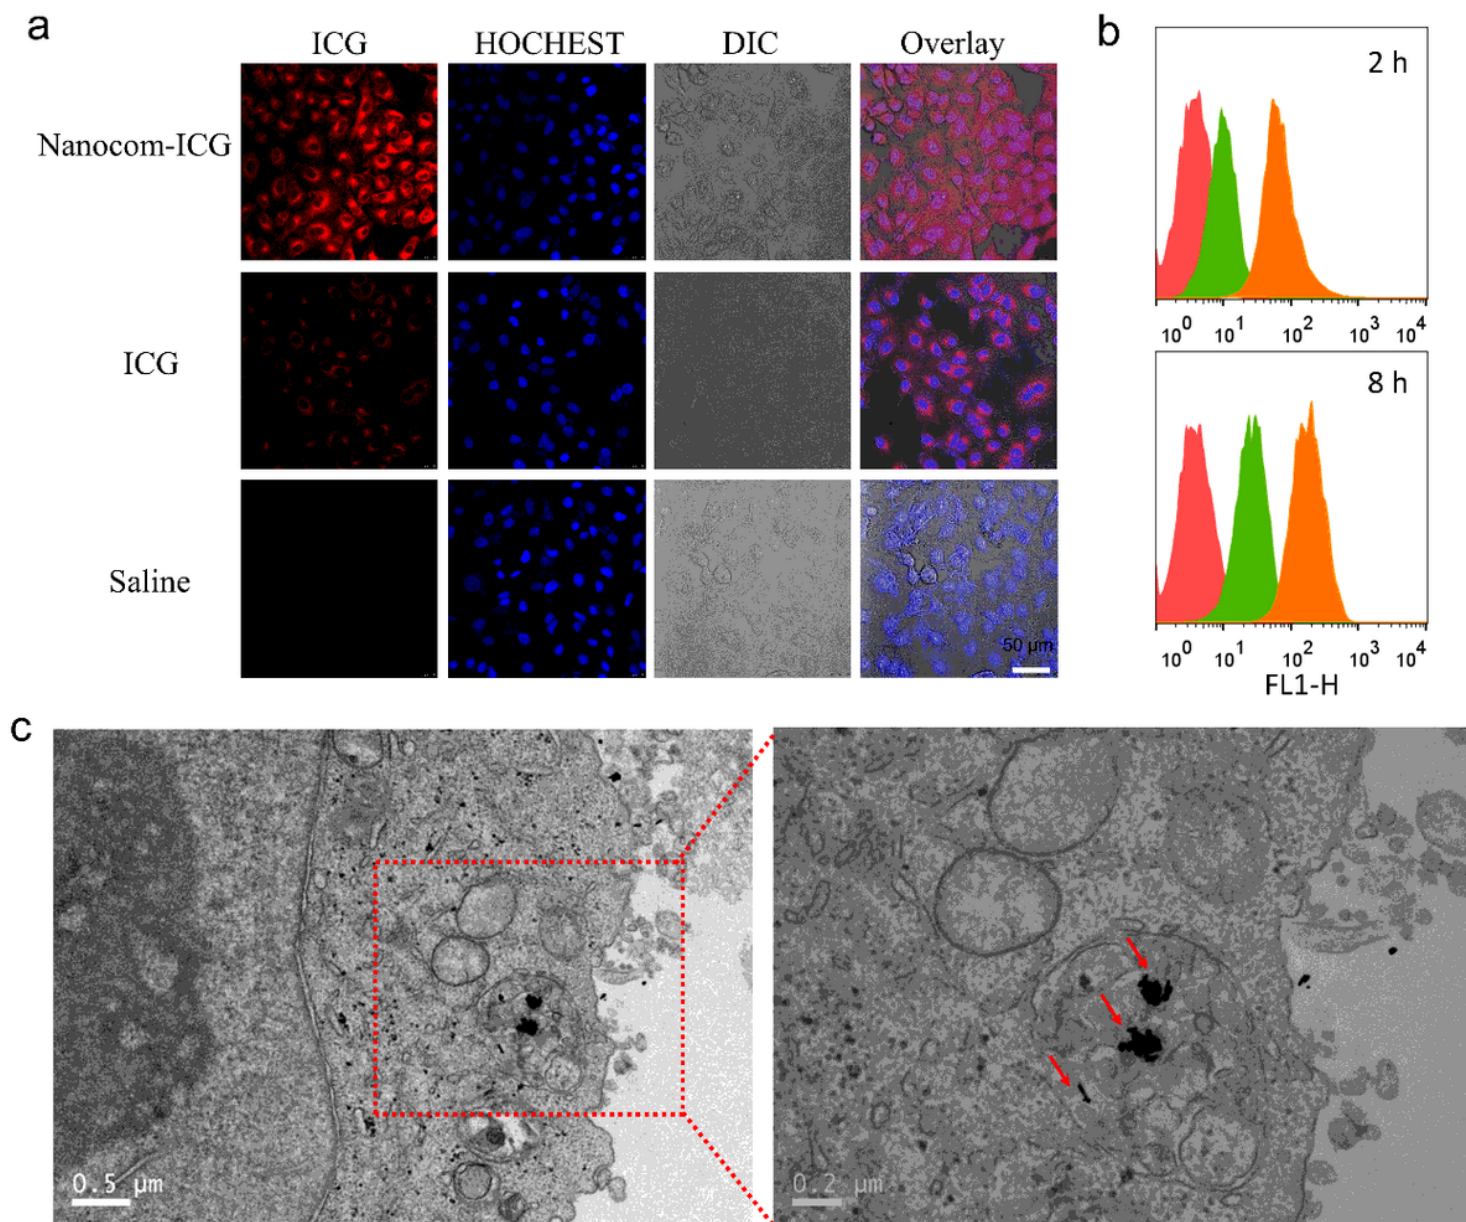 a
ICG HOCHEST DIC Overlay
Nanocom-ICG
ICG
Saline
50 μm
b
2 h
10^0 10^1 10^2 10^3 10^4
8 h
10^0 10^1 10^2 10^3 10^4
FL1-H
c
0.5 μm
0.2 μm